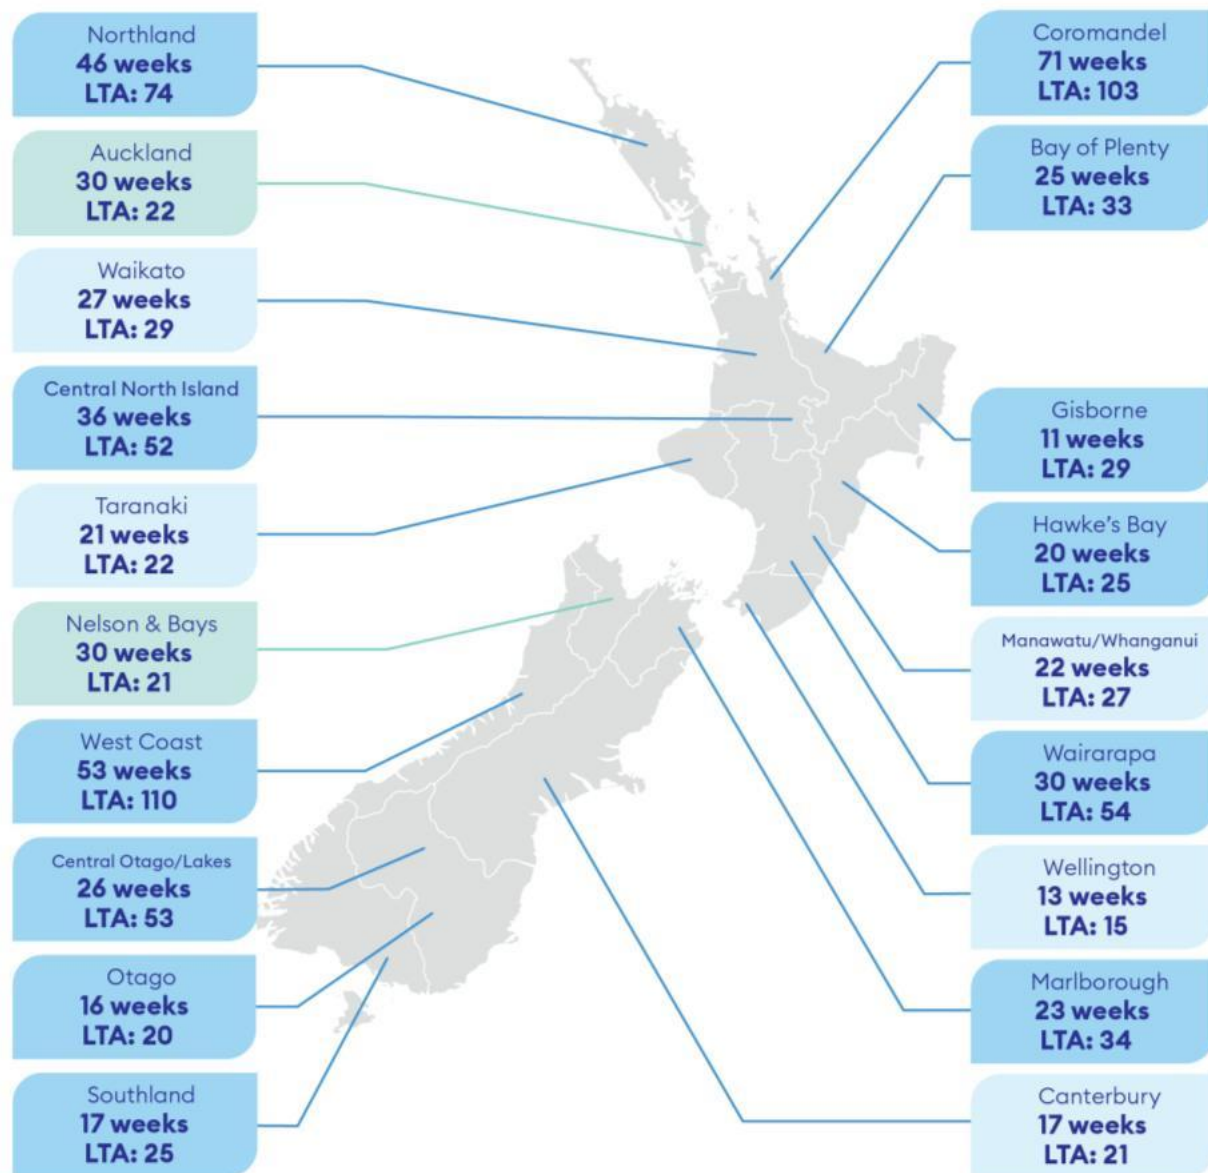 Northland
46 weeks
LTA: 74
Auckland
30 weeks
LTA: 22
Waikato
27 weeks
LTA: 29
Central North Island
36 weeks
LTA: 52
Taranaki
21 weeks
LTA: 22
Nelson & Bays
30 weeks
LTA: 21
West Coast
53 weeks
LTA: 110
Central Otago/Lakes
26 weeks
LTA: 53
Otago
16 weeks
LTA: 20
Southland
17 weeks
LTA: 25
Coromandel
71 weeks
LTA: 103
Bay of Plenty
25 weeks
LTA: 33
Gisborne
11 weeks
LTA: 29
Hawke's Bay
20 weeks
LTA: 25
Manawatu/Whanganui
22 weeks
LTA: 27
Wairarapa
30 weeks
LTA: 54
Wellington
13 weeks
LTA: 15
Marlborough
23 weeks
LTA: 34
Canterbury
17 weeks
LTA: 21